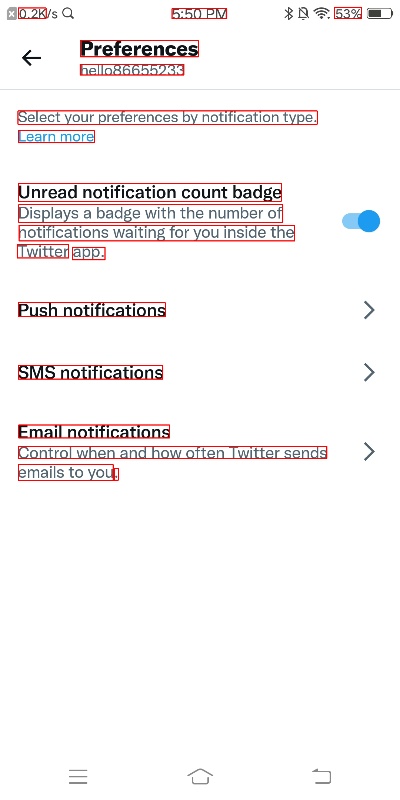 0.2K/s 5:50 PM 53%
Preferences
hello86655233
Select your preferences by notification type.
Learn more
Unread notification count badge
Displays a badge with the number of
notifications waiting for you inside the
Twitter app.
Push notifications
SMS notifications
Email notifications
Control when and how often Twitter sends
emails to you.